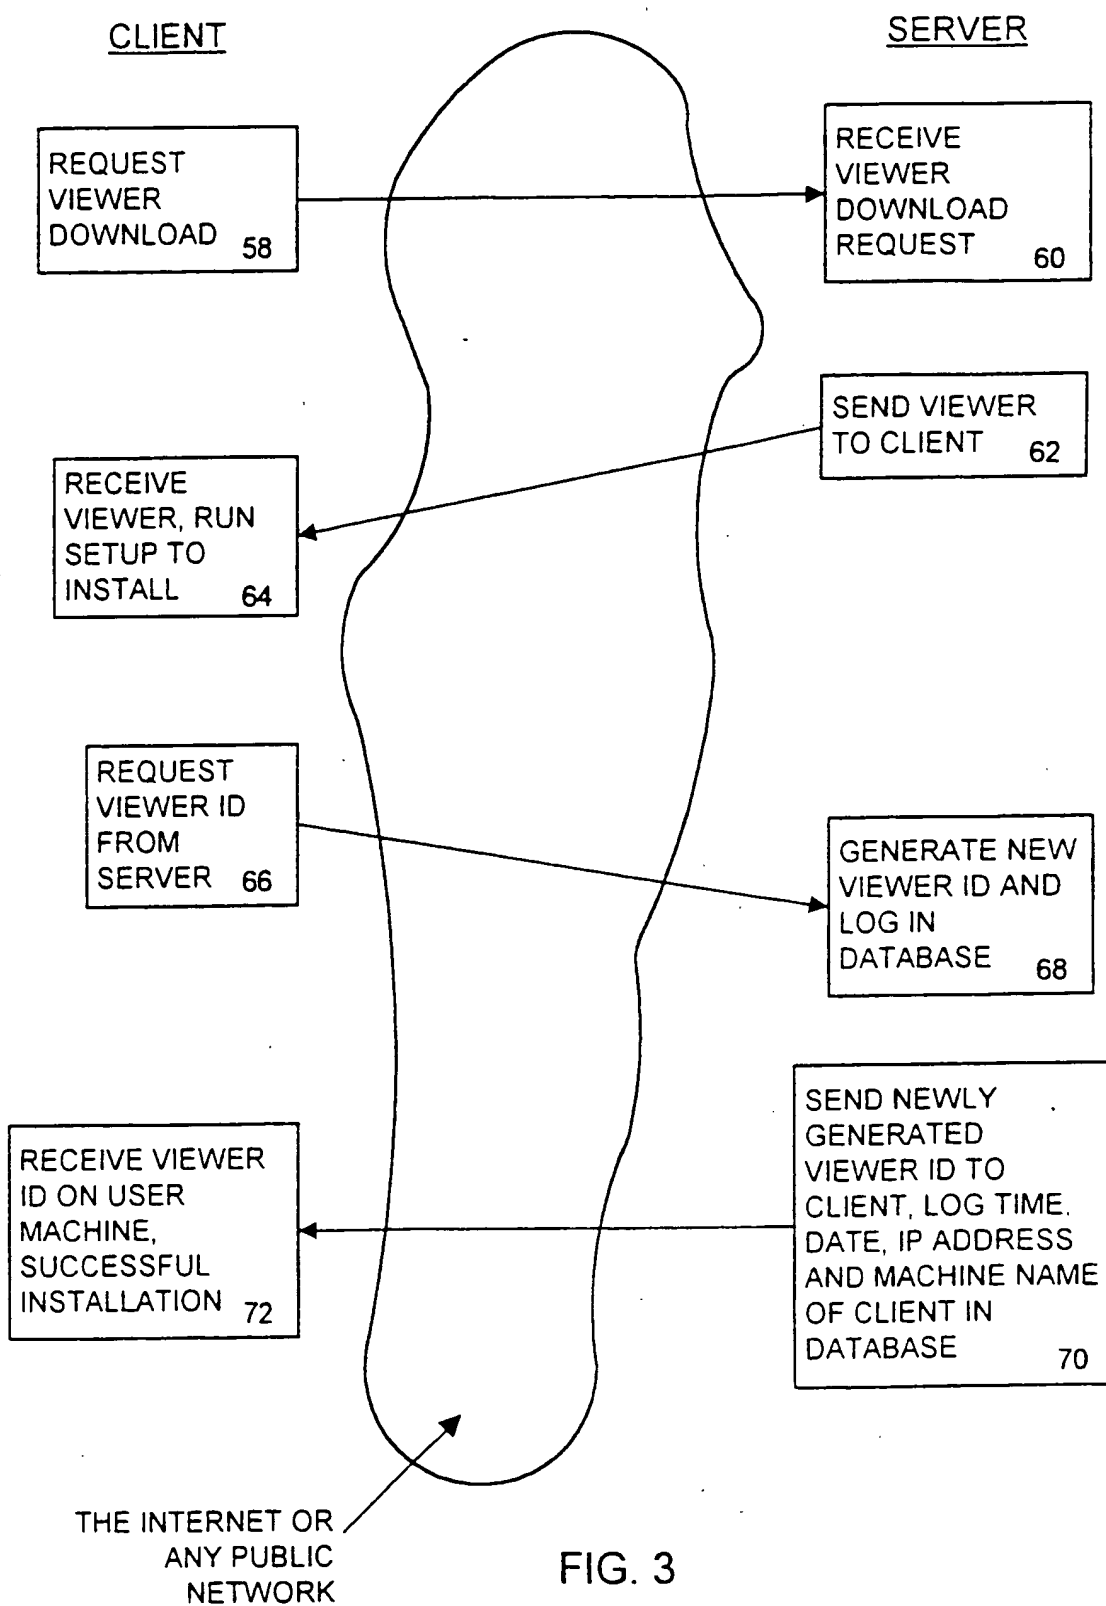 CLIENT
SERVER
REQUEST
VIEWER
DOWNLOAD 58
RECEIVE
VIEWER
DOWNLOAD
REQUEST 60
SEND VIEWER
TO CLIENT 62
RECEIVE
VIEWER, RUN
SETUP TO
INSTALL 64
REQUEST
VIEWER ID
FROM
SERVER 66
GENERATE NEW
VIEWER ID AND
LOG IN
DATABASE 68
SEND NEWLY
GENERATED
VIEWER ID TO
CLIENT, LOG TIME.
DATE, IP ADDRESS
AND MACHINE NAME
OF CLIENT IN
DATABASE 70
RECEIVE VIEWER
ID ON USER
MACHINE,
SUCCESSFUL
INSTALLATION 72
THE INTERNET OR
ANY PUBLIC
NETWORK
FIG. 3